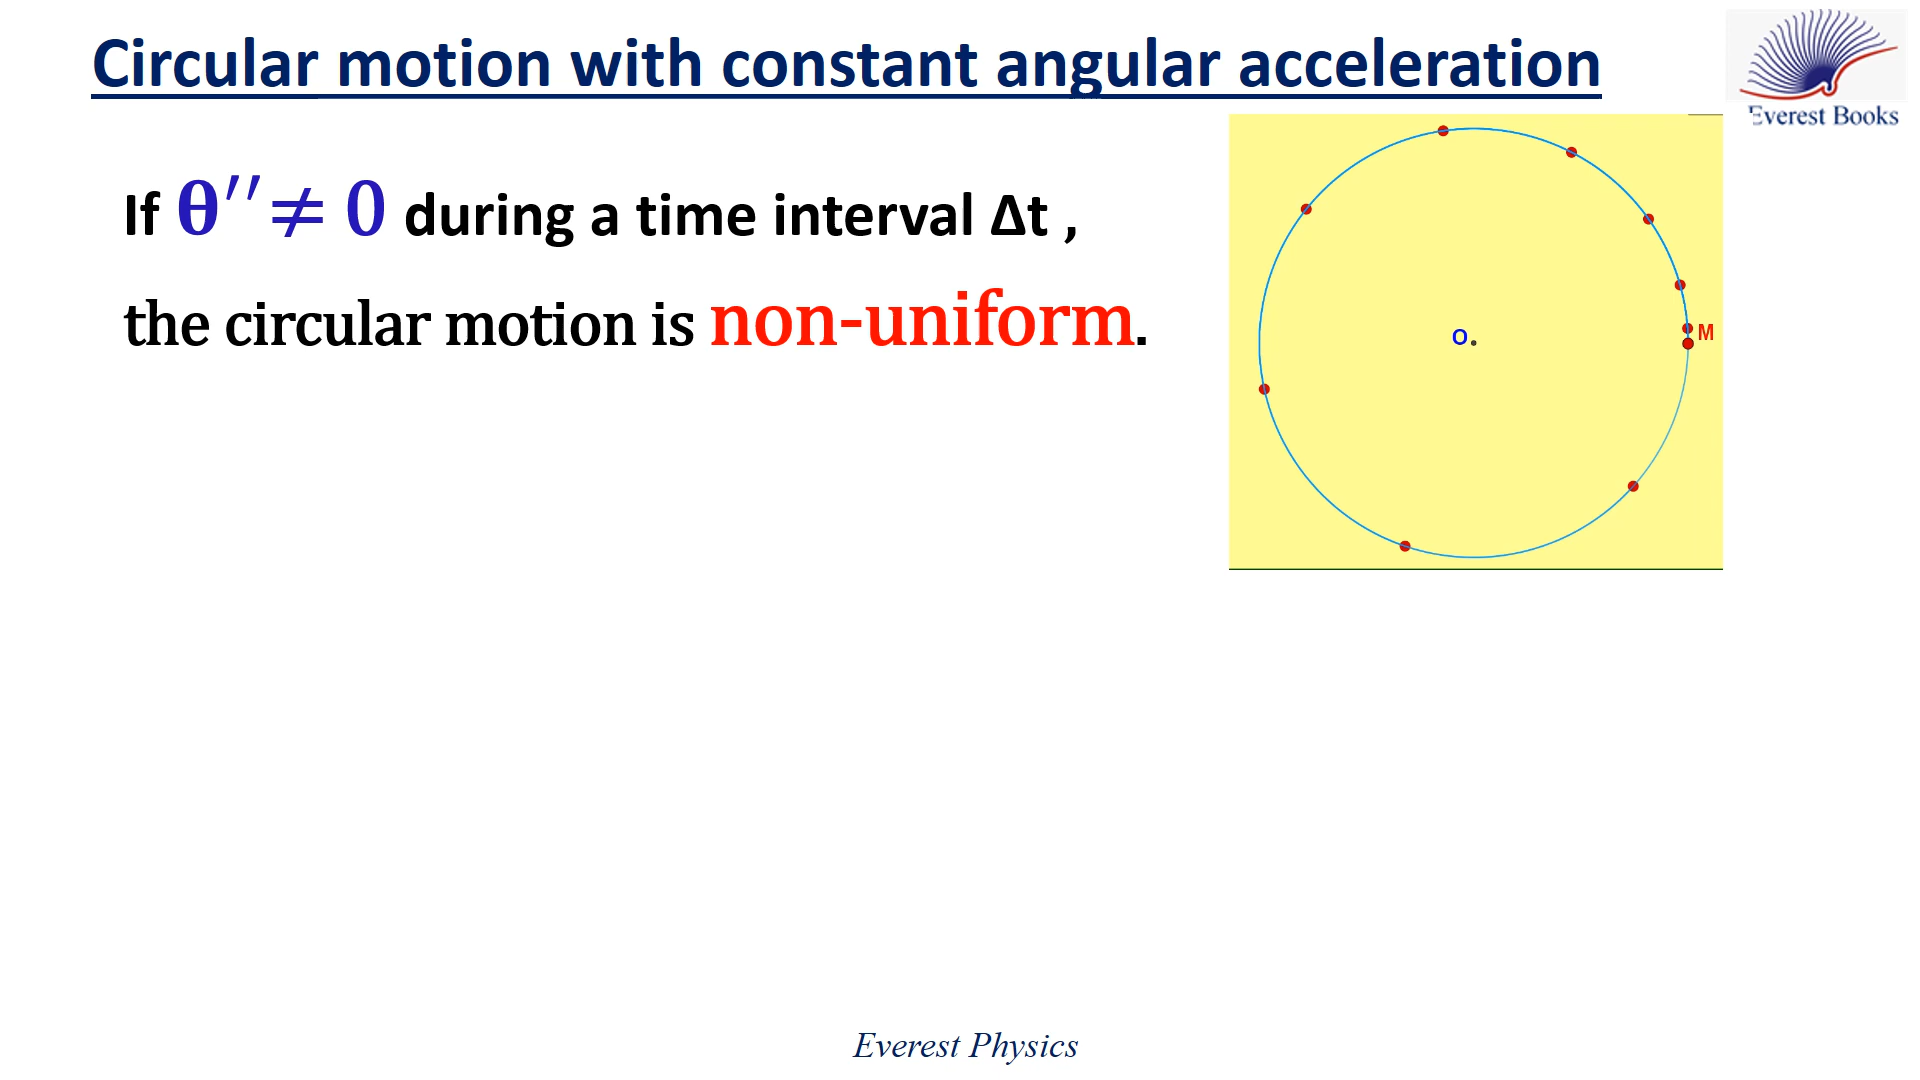 Circular motion with constant angular acceleration
Everest Books
If θ′′ ≠ 0 during a time interval Δt ,
the circular motion is non-uniform.
O
M
Everest Physics